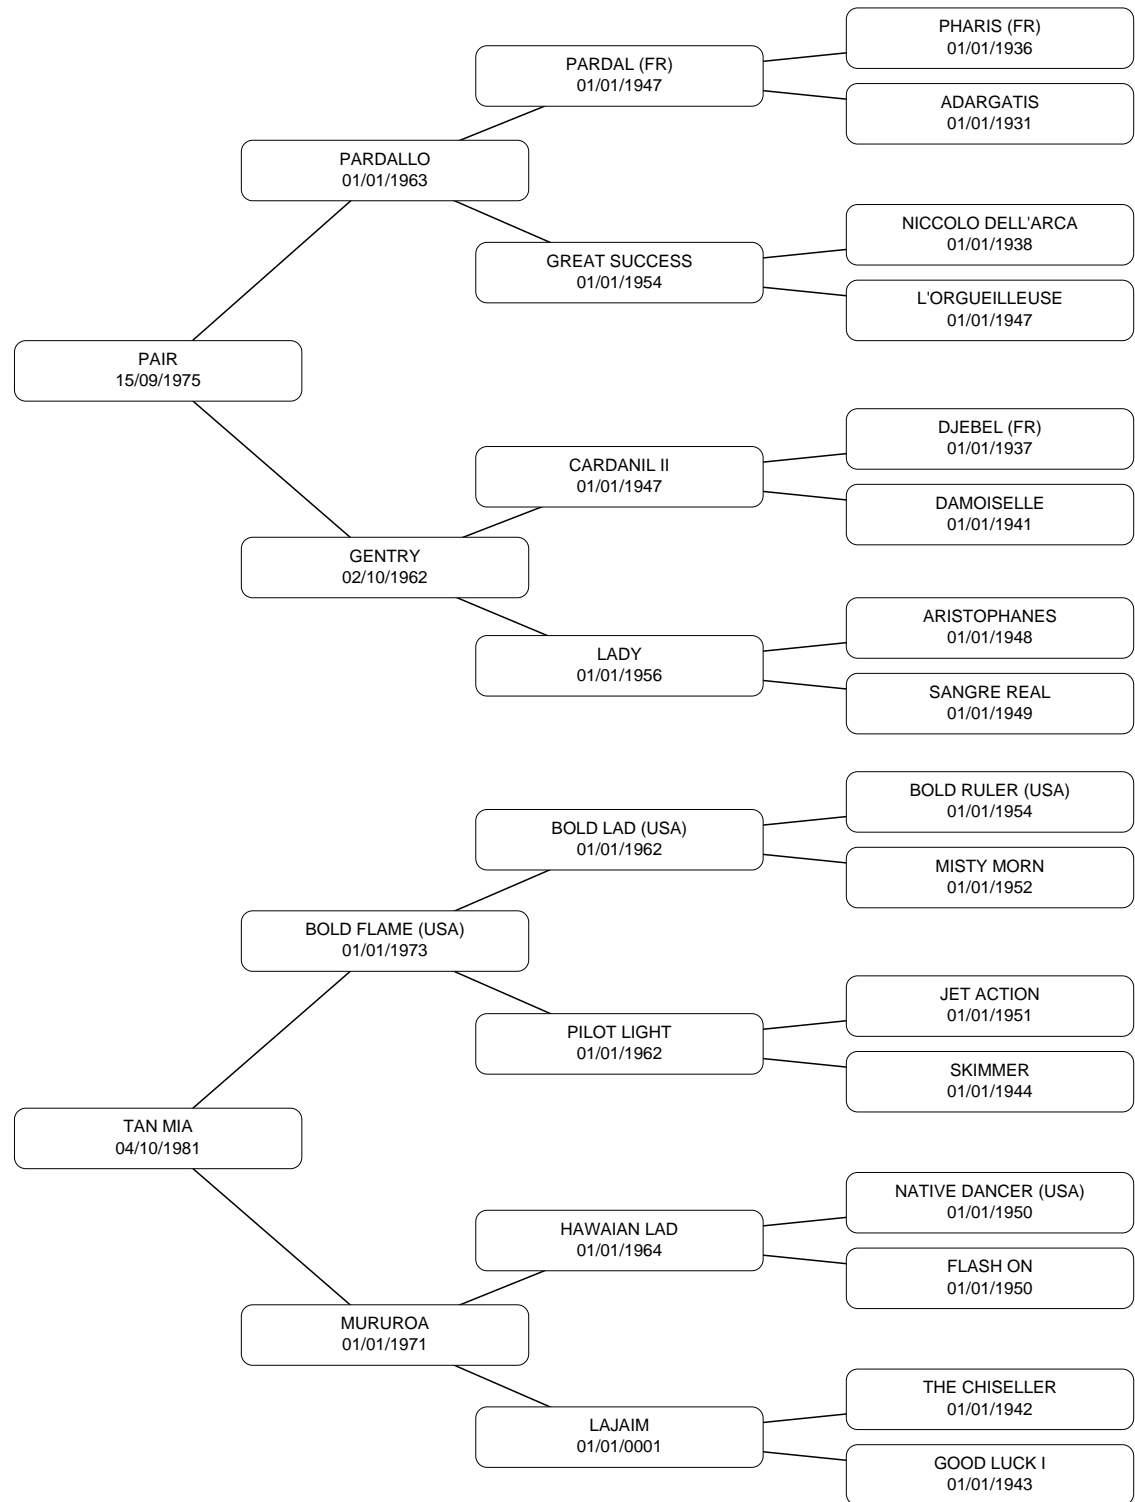 PHARIS (FR)
01/01/1936
PARDAL (FR)
01/01/1947
ADARGATIS
01/01/1931
PARDALLO
01/01/1963
NICCOLO DELL'ARCA
01/01/1938
GREAT SUCCESS
01/01/1954
L'ORGUEILLEUSE
01/01/1947
PAIR
15/09/1975
DJEBEL (FR)
01/01/1937
CARDANIL II
01/01/1947
DAMOISELLE
01/01/1941
GENTRY
02/10/1962
ARISTOPHANES
01/01/1948
LADY
01/01/1956
SANGRE REAL
01/01/1949
BOLD RULER (USA)
01/01/1954
BOLD LAD (USA)
01/01/1962
MISTY MORN
01/01/1952
BOLD FLAME (USA)
01/01/1973
JET ACTION
01/01/1951
PILOT LIGHT
01/01/1962
SKIMMER
01/01/1944
TAN MIA
04/10/1981
NATIVE DANCER (USA)
01/01/1950
HAWAIAN LAD
01/01/1964
FLASH ON
01/01/1950
MURUROA
01/01/1971
THE CHISELLER
01/01/1942
LAJAIM
01/01/0001
GOOD LUCK I
01/01/1943